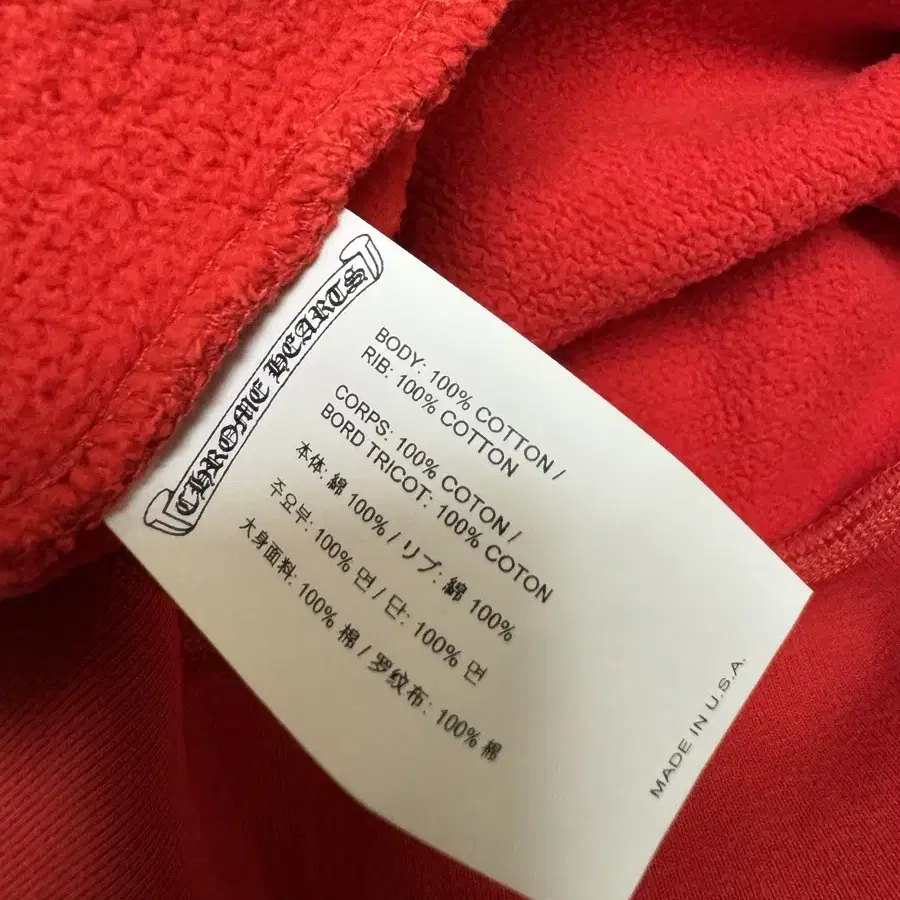 CHROME HEARTS
BODY: 100% COTTON /
RIB: 100% COTTON
CORPS: 100% COTON /
BORD TRICOT: 100% COTON
本体: 綿 100% / リブ: 綿 100%
주요부: 100% 면 / 단: 100% 면
大身面料: 100% 棉 / 罗纹布: 100% 棉
MADE IN U.S.A.